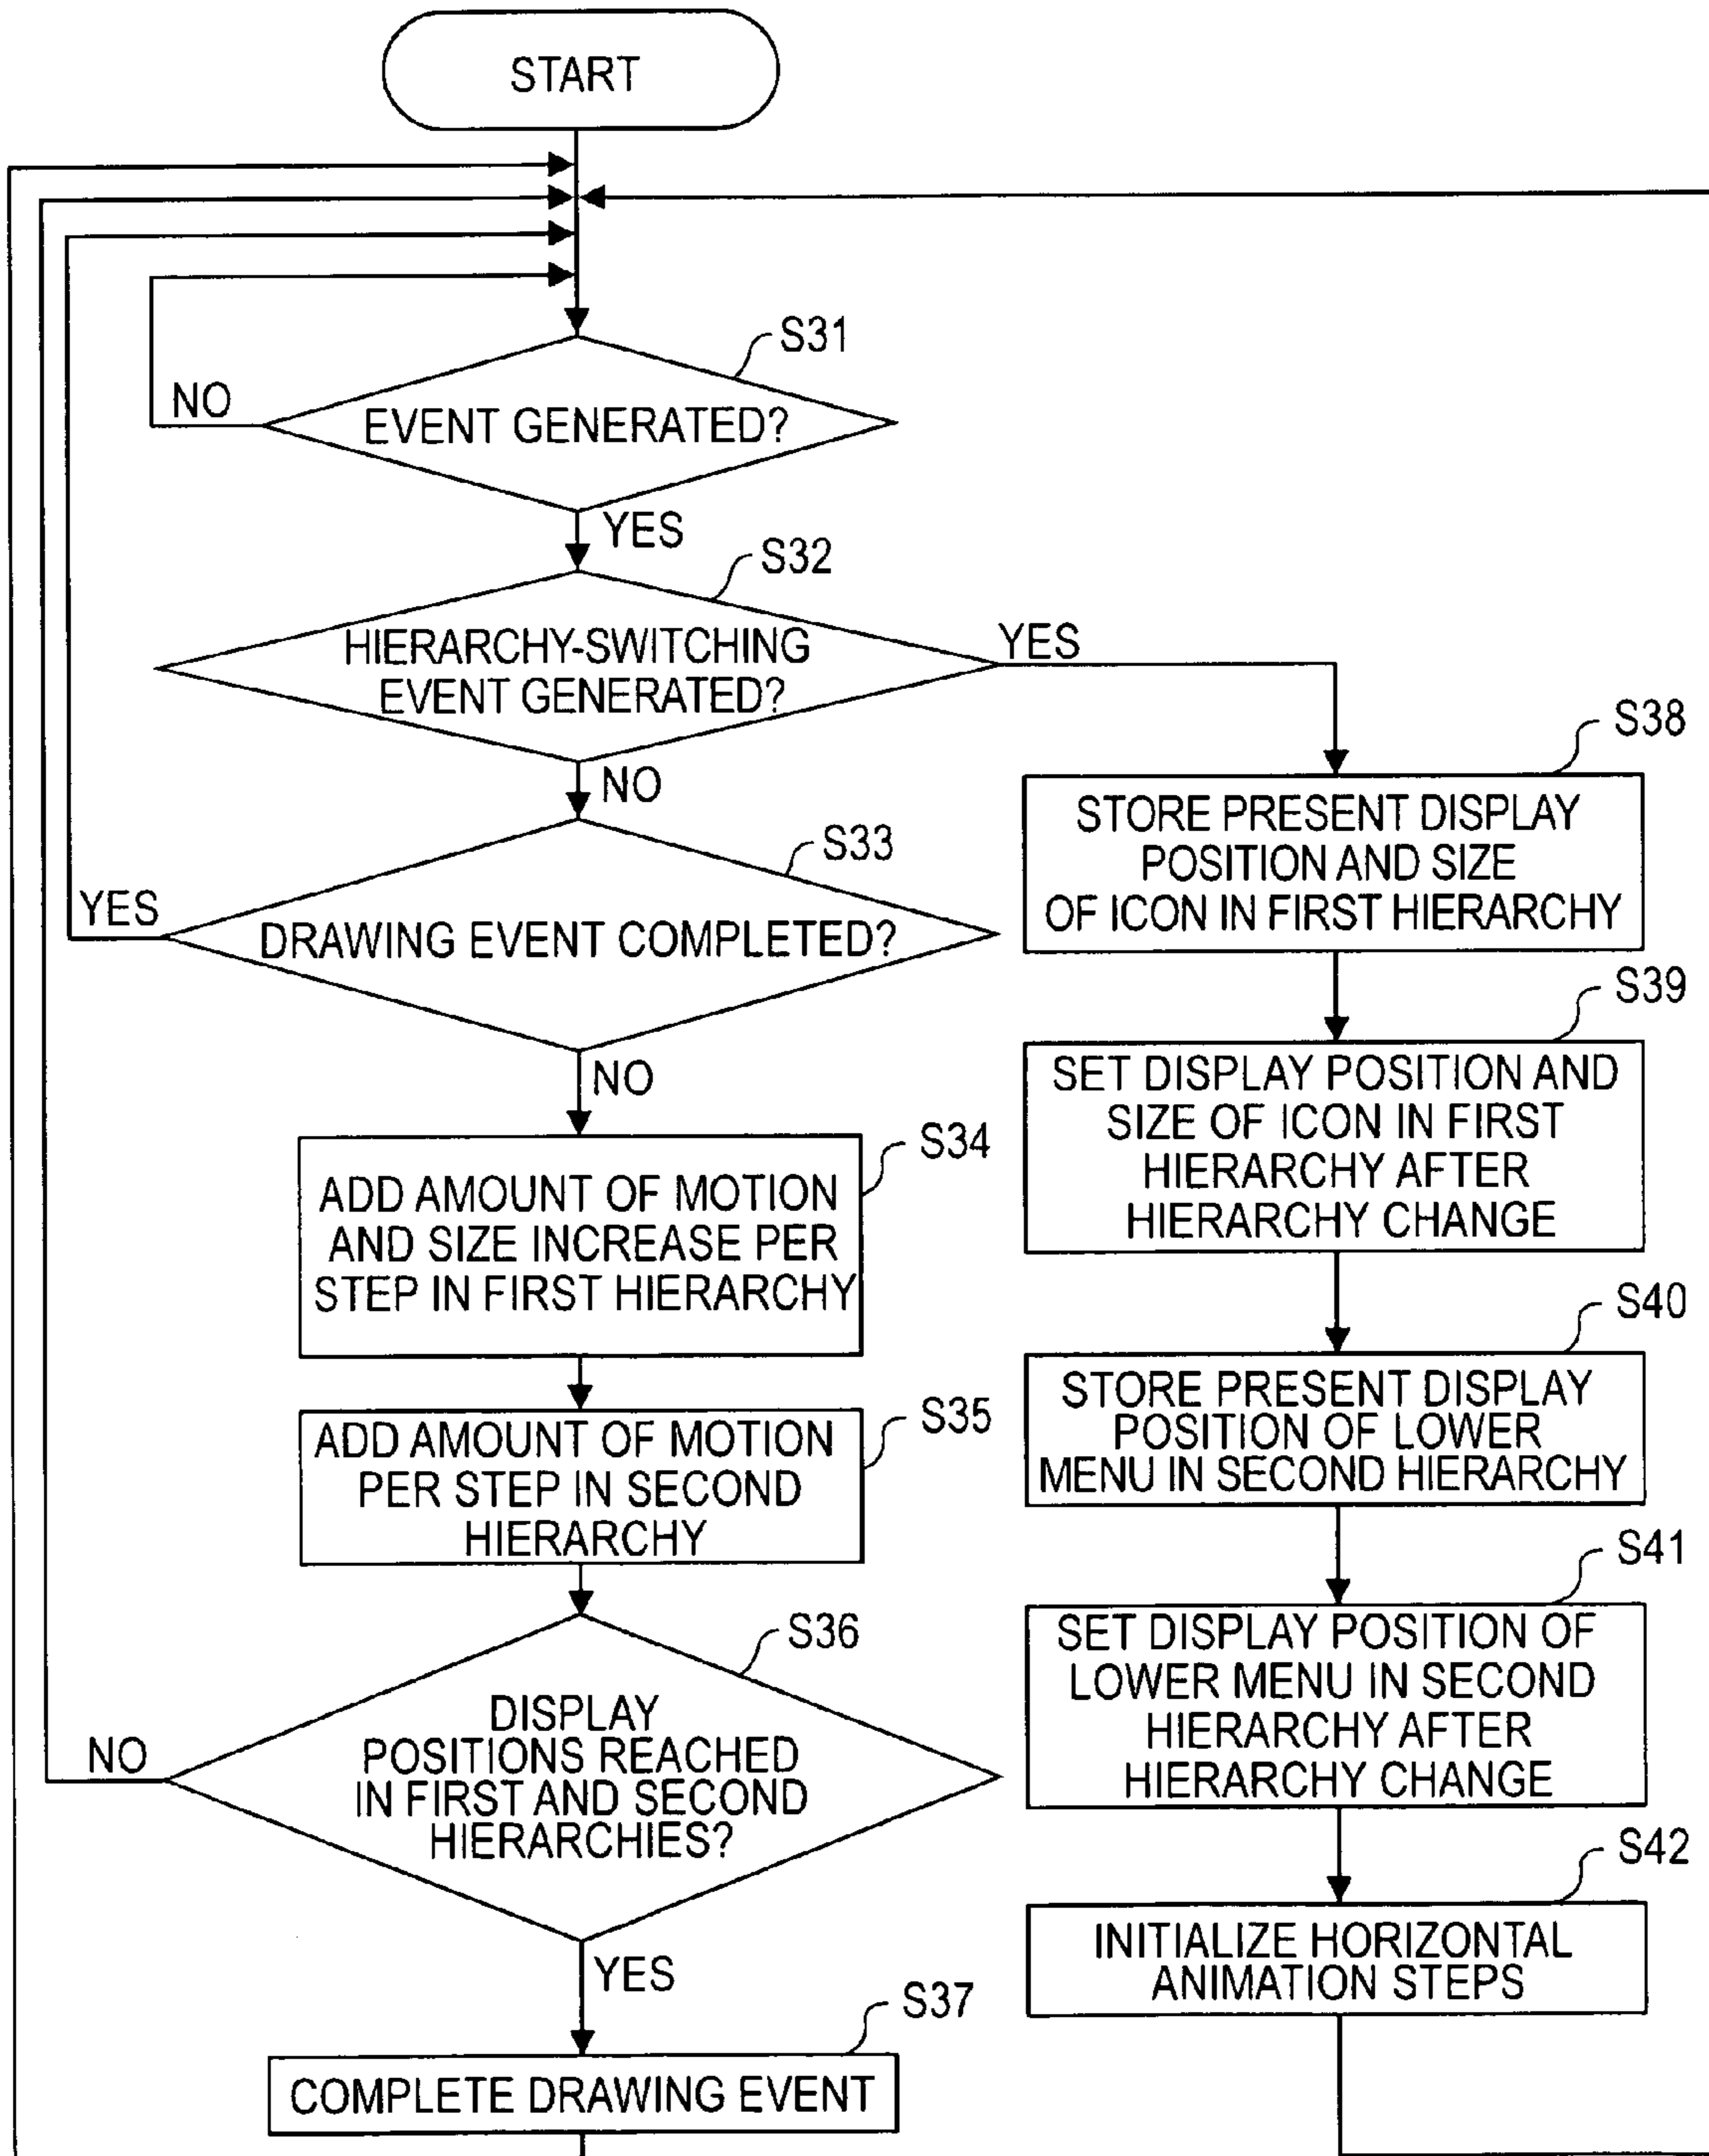 START
S31
NO
EVENT GENERATED?
YES
S32
HIERARCHY-SWITCHING
EVENT GENERATED?
YES
NO
S33
YES
DRAWING EVENT COMPLETED?
NO
S34
ADD AMOUNT OF MOTION
AND SIZE INCREASE PER
STEP IN FIRST HIERARCHY
S35
ADD AMOUNT OF MOTION
PER STEP IN SECOND
HIERARCHY
S36
NO
DISPLAY
POSITIONS REACHED
IN FIRST AND SECOND
HIERARCHIES?
YES
S37
COMPLETE DRAWING EVENT
S38
STORE PRESENT DISPLAY
POSITION AND SIZE
OF ICON IN FIRST HIERARCHY
S39
SET DISPLAY POSITION AND
SIZE OF ICON IN FIRST
HIERARCHY AFTER
HIERARCHY CHANGE
S40
STORE PRESENT DISPLAY
POSITION OF LOWER
MENU IN SECOND HIERARCHY
S41
SET DISPLAY POSITION OF
LOWER MENU IN SECOND
HIERARCHY AFTER
HIERARCHY CHANGE
S42
INITIALIZE HORIZONTAL
ANIMATION STEPS